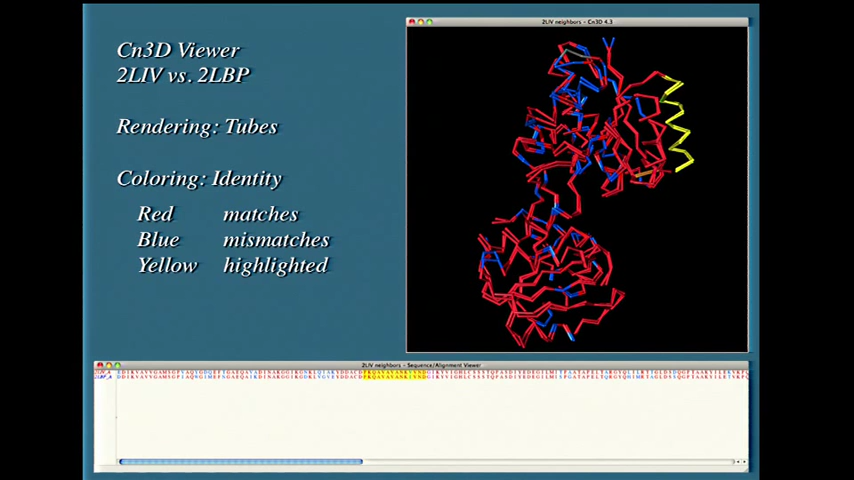 2LIV neighbors - Cn3D 4.3
Cn3D Viewer
2LIV vs. 2LBP
Rendering: Tubes
Coloring: Identity
Red matches
Blue mismatches
Yellow highlighted
2LIV neighbors - Sequence/Alignment Viewer